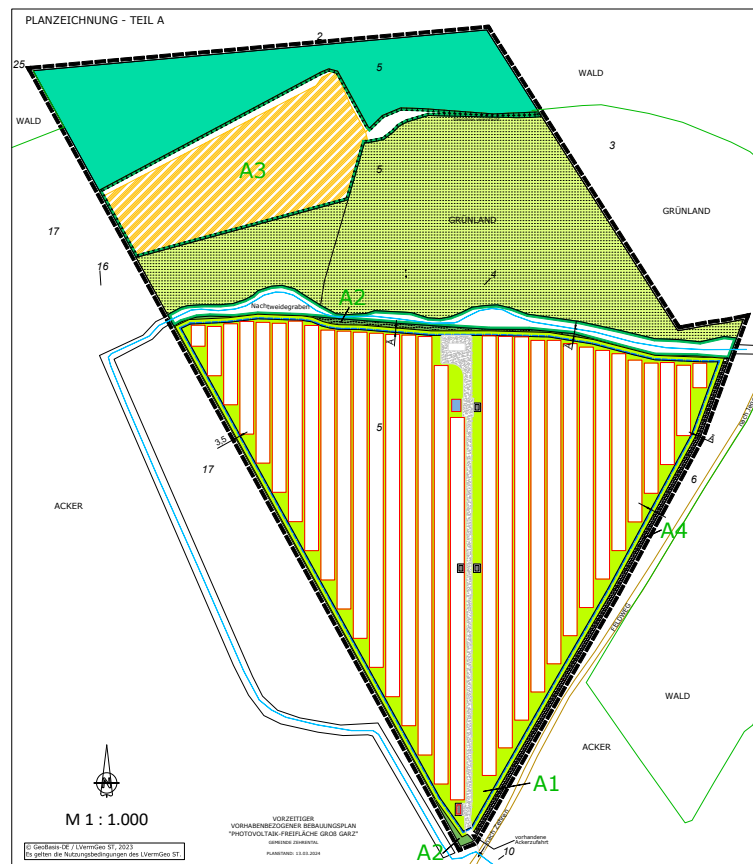 PLANZEICHNUNG - TEIL A
2
25
5
WALD
WALD
3
A3
5
GRÜNLAND
GRÜNLAND
17
16
4
Nachtweidegraben
A2
A
A
5
3,5
A
17
6
ACKER
A4
FELDWEG
WALD
ACKER
A1
N
M 1 : 1.000
VORZEITIGER
VORHABENBEZOGENER BEBAUUNGSPLAN
"PHOTOVOLTAIK-FREIFLÄCHE GROß GARZ"
GEMEINDE ZEHRENTAL
PLANSTAND: 13.03.2024
vorhandene
Ackerzufahrt
A2
10
© GeoBasis-DE / LVermGeo ST, 2023
Es gelten die Nutzungsbedingungen des LVermGeo ST.